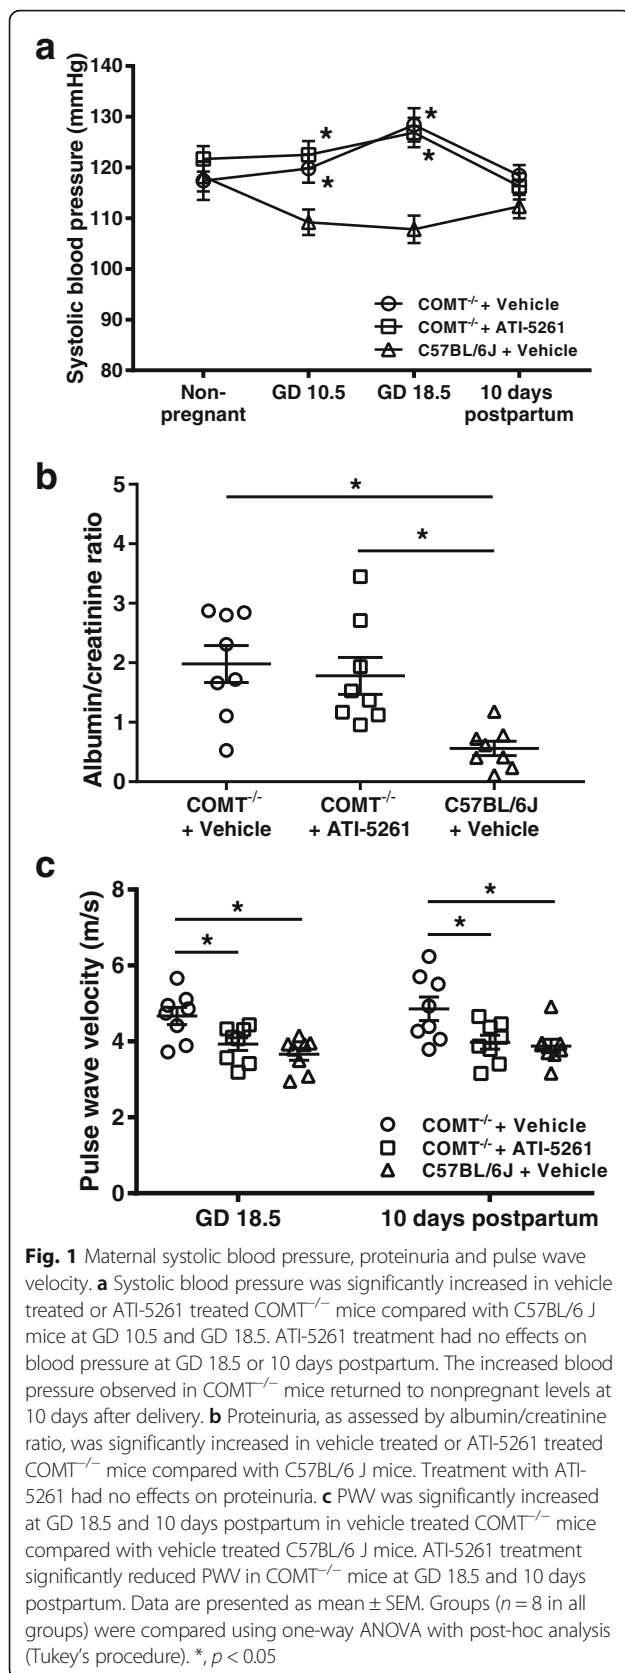 a
Systolic blood pressure (mmHg)
140
130
120
110
100
90
80
*
*
*
*
COMT-/- + Vehicle
COMT-/- + ATI-5261
C57BL/6J + Vehicle
Non-
pregnant
GD 10.5
GD 18.5
10 days
postpartum
b
Albumin/creatinine ratio
5
4
3
2
1
0
*
*
COMT-/-
+ Vehicle
COMT-/-
+ ATI-5261
C57BL/6J
+ Vehicle
c
Pulse wave velocity (m/s)
8
6
4
2
0
*
*
*
*
COMT-/- + Vehicle
COMT-/- + ATI-5261
C57BL/6J + Vehicle
GD 18.5
10 days postpartum
Fig. 1 Maternal systolic blood pressure, proteinuria and pulse wave
velocity. a Systolic blood pressure was significantly increased in vehicle
treated or ATI-5261 treated COMT−/− mice compared with C57BL/6 J
mice at GD 10.5 and GD 18.5. ATI-5261 treatment had no effects on
blood pressure at GD 18.5 or 10 days postpartum. The increased blood
pressure observed in COMT−/− mice returned to nonpregnant levels at
10 days after delivery. b Proteinuria, as assessed by albumin/creatinine
ratio, was significantly increased in vehicle treated or ATI-5261 treated
COMT−/− mice compared with C57BL/6 J mice. Treatment with ATI-
5261 had no effects on proteinuria. c PWV was significantly increased
at GD 18.5 and 10 days postpartum in vehicle treated COMT−/− mice
compared with vehicle treated C57BL/6 J mice. ATI-5261 treatment
significantly reduced PWV in COMT−/− mice at GD 18.5 and 10 days
postpartum. Data are presented as mean ± SEM. Groups (n = 8 in all
groups) were compared using one-way ANOVA with post-hoc analysis
(Tukey's procedure). *, p < 0.05